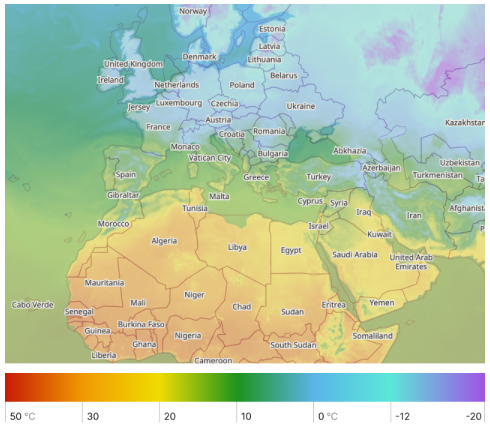 Norway
Estonia
Latvia
Denmark
Lithuania
United Kingdom
Belarus
Ireland
Netherlands
Poland
Jersey
Luxembourg
Czechia
Ukraine
Kazakhstan
Austria
France
Croatia
Romania
Monaco
Bulgaria
Abkhazia
Vatican City
Uzbekistan
Azerbaijan
Spain
Greece
Turkey
Turkmenistan
Ta
Gibraltar
Malta
Cyprus
Syria
Tunisia
Iraq
Iran
Afghanista
Morocco
Israel
Kuwait
P
Algeria
Libya
Egypt
Saudi Arabia
United Arab
Emirates
Mauritania
Niger
Cabo Verde
Mali
Chad
Eritrea
Yemen
Senegal
Sudan
Burkina Faso
Guinea
Nigeria
Somaliland
Ghana
South Sudan
Liberia
Cameroon
50 °C 30 20 10 0 °C -12 -20